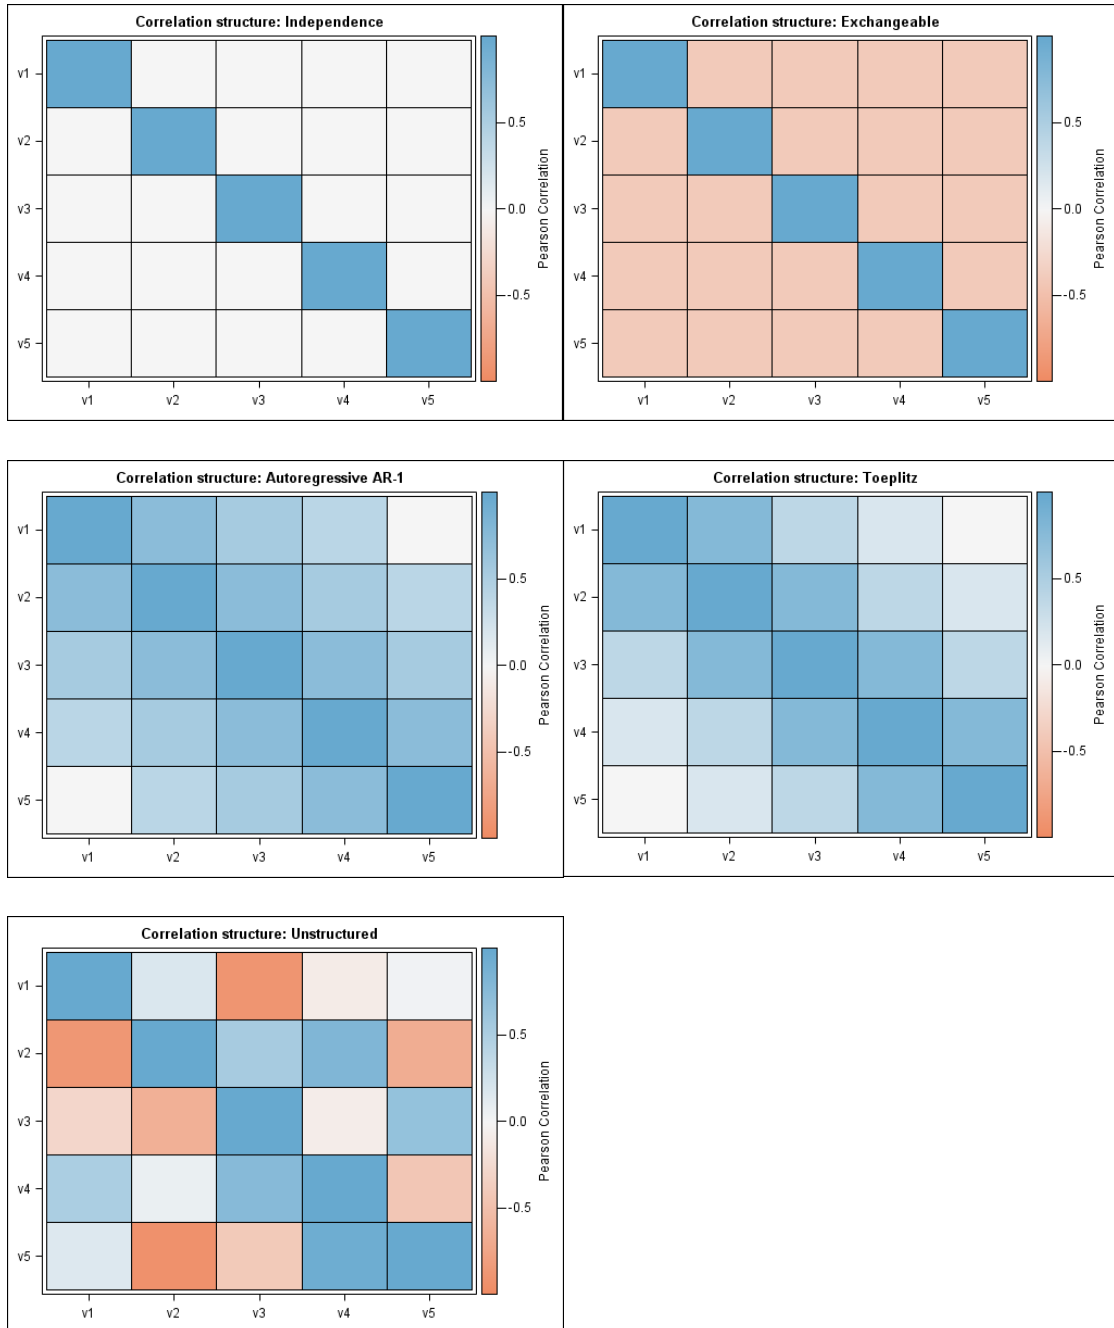 Correlation structure: Independence
v1
v2
v3
v4
v5
v1 v2 v3 v4 v5
0.5
0.0
-0.5
Pearson Correlation
Correlation structure: Exchangeable
v1
v2
v3
v4
v5
v1 v2 v3 v4 v5
0.5
0.0
-0.5
Pearson Correlation
Correlation structure: Autoregressive AR-1
v1
v2
v3
v4
v5
v1 v2 v3 v4 v5
0.5
0.0
-0.5
Pearson Correlation
Correlation structure: Toeplitz
v1
v2
v3
v4
v5
v1 v2 v3 v4 v5
0.5
0.0
-0.5
Pearson Correlation
Correlation structure: Unstructured
v1
v2
v3
v4
v5
v1 v2 v3 v4 v5
0.5
0.0
-0.5
Pearson Correlation